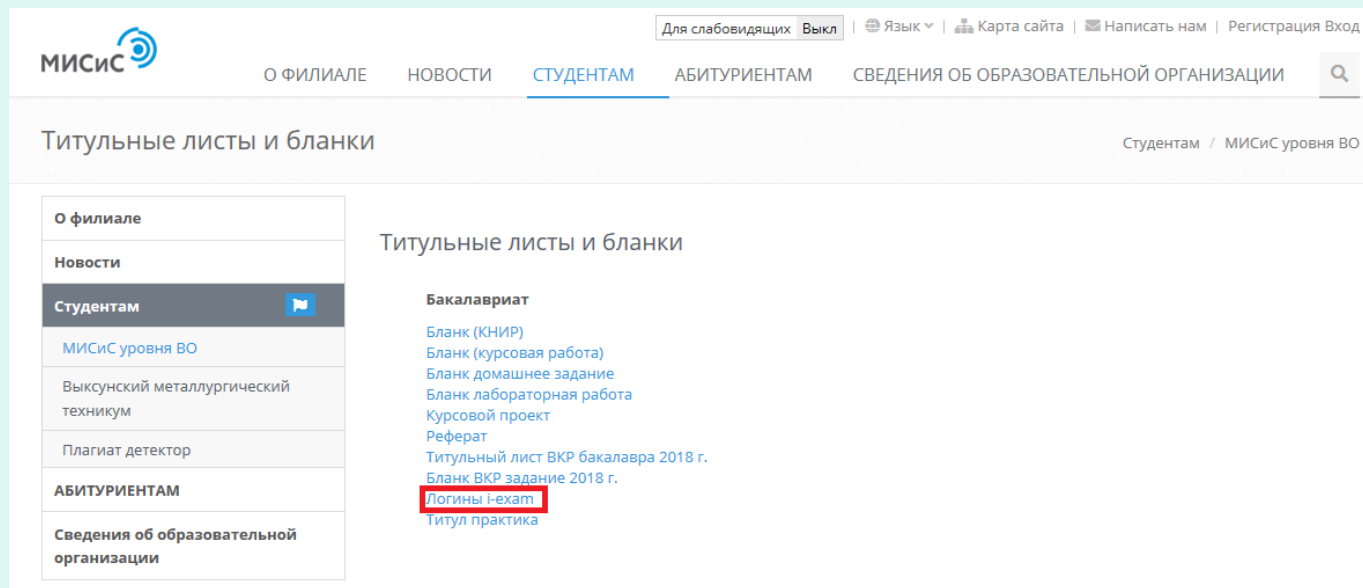 Для слабовидящих Выкл | Язык | Карта сайта | Написать нам | Регистрация Вход
МИСиС
О ФИЛИАЛЕ НОВОСТИ СТУДЕНТАМ АБИТУРИЕНТАМ СВЕДЕНИЯ ОБ ОБРАЗОВАТЕЛЬНОЙ ОРГАНИЗАЦИИ
Титульные листы и бланки
Студентам / МИСиС уровня ВО
О филиале
Новости
Студентам
МИСиС уровня ВО
Выксунский металлургический
техникум
Плагиат детектор
АБИТУРИЕНТАМ
Сведения об образовательной
организации
Титульные листы и бланки
Бакалавриат
Бланк (КНИР)
Бланк (курсовая работа)
Бланк домашнее задание
Бланк лабораторная работа
Курсовой проект
Реферат
Титульный лист ВКР бакалавра 2018 г.
Бланк ВКР задание 2018 г.
Логины i-exam
Титул практика